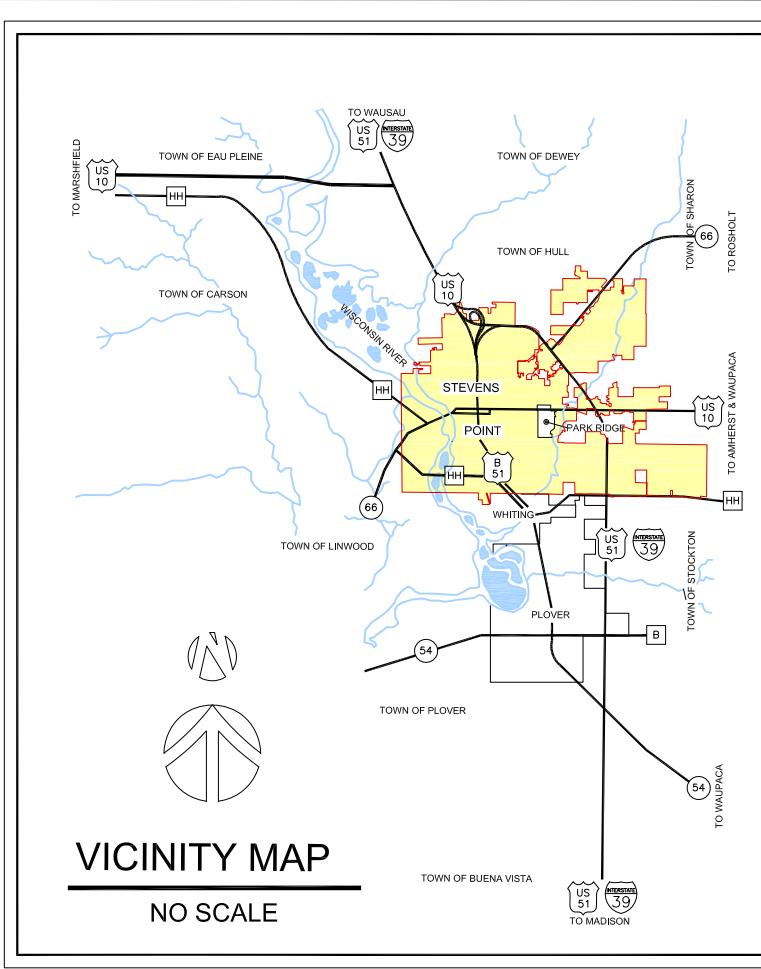 TO WAUSAU
US
51
INTERSTATE
39
TO MARSHFIELD
US
10
TOWN OF EAU PLEINE
TOWN OF DEWEY
HH
TOWN OF SHARON
66
TO ROSHOLT
TOWN OF HULL
US
10
TOWN OF CARSON
WISCONSIN RIVER
HH
STEVENS
US
10
TO AMHERST & WAUPACA
POINT
PARK RIDGE
B
51
HH
HH
66
WHITING
TOWN OF LINWOOD
US
51
INTERSTATE
39
TOWN OF STOCKTON
PLOVER
B
54
N
TOWN OF PLOVER
54
TO WAUPACA
VICINITY MAP
NO SCALE
TOWN OF BUENA VISTA
US
51
INTERSTATE
39
TO MADISON